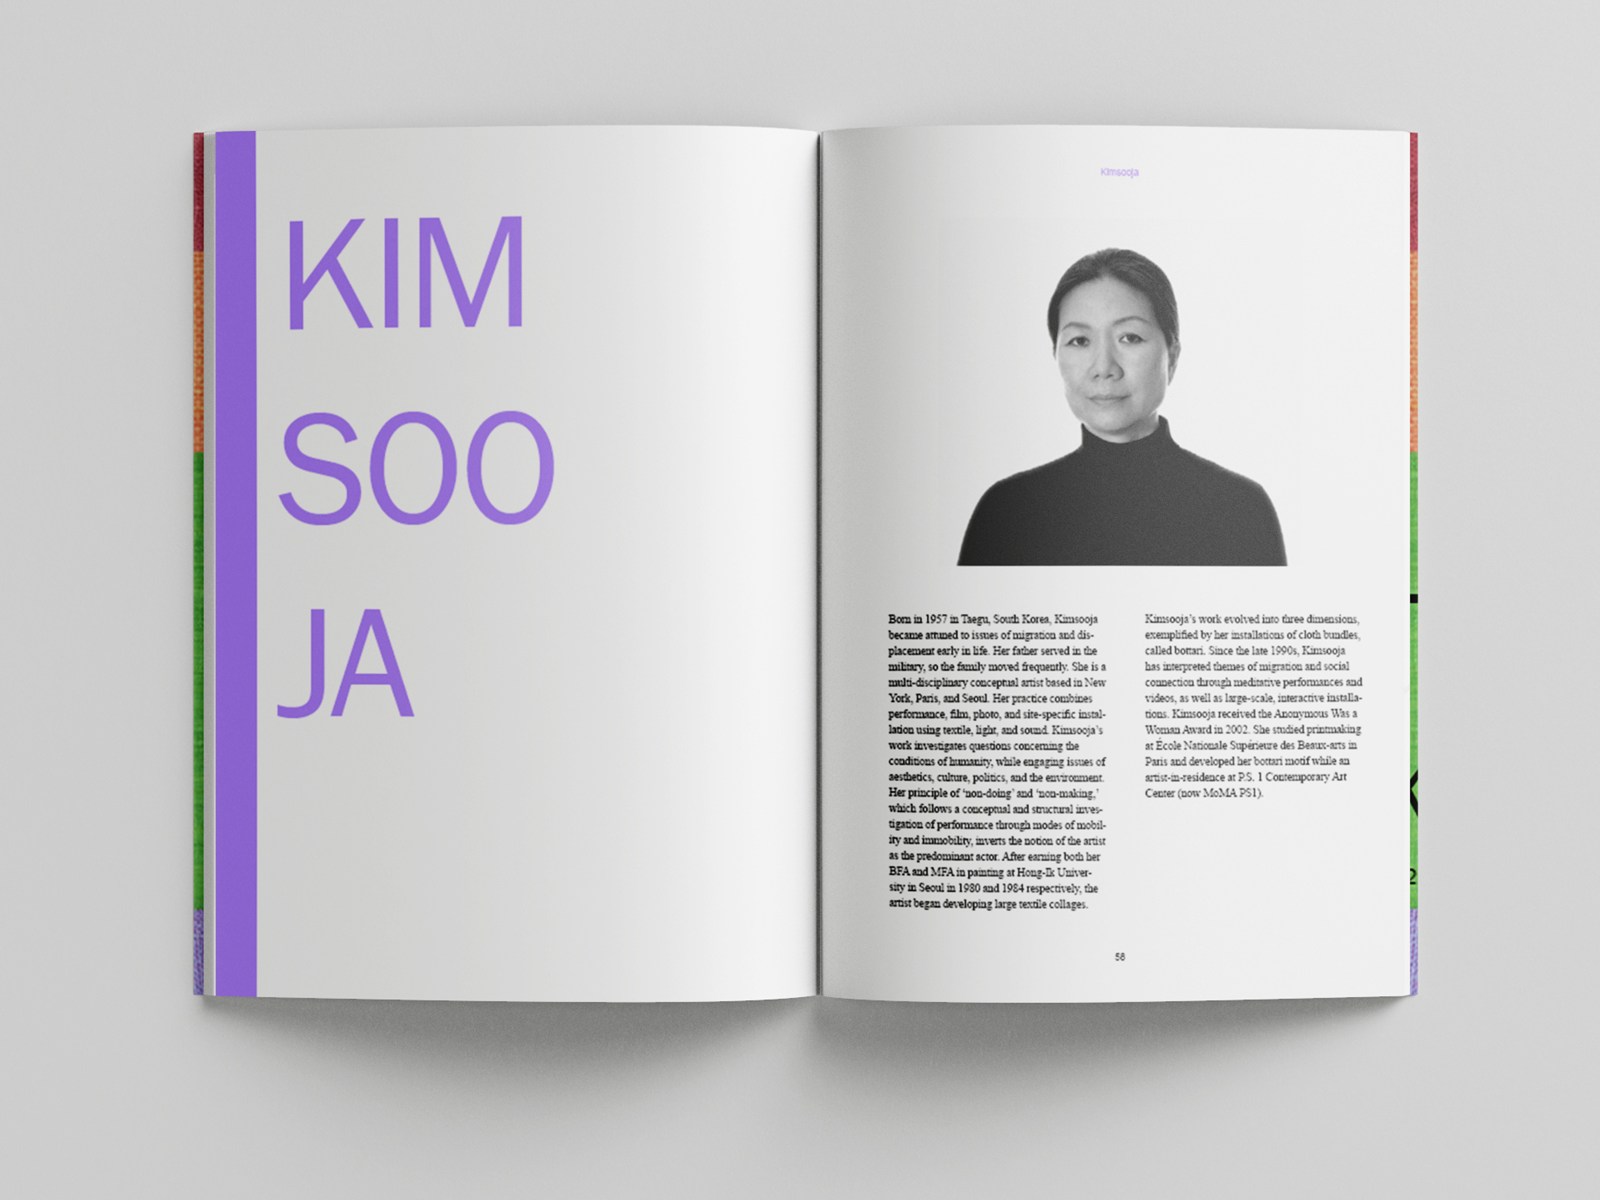 KIM
SOO
JA
Kimsooja
Born in 1957 in Taegu, South Korea, Kimsooja
became attuned to issues of migration and dis-
placement early in life. Her father served in the
military, so the family moved frequently. She is a
multi-disciplinary conceptual artist based in New
York, Paris, and Seoul. Her practice combines
performance, film, photo, and site-specific instal-
lation using textile, light, and sound. Kimsooja’s
work investigates questions concerning the
conditions of humanity, while engaging issues of
aesthetics, culture, politics, and the environment.
Her principle of ‘non-doing’ and ‘non-making,’
which follows a conceptual and structural inves-
tigation of performance through modes of mobil-
ity and immobility, inverts the notion of the artist
as the predominant actor. After earning both her
BFA and MFA in painting at Hong-Ik Univer-
sity in Seoul in 1980 and 1984 respectively, the
artist began developing large textile collages.
Kimsooja’s work evolved into three dimensions,
exemplified by her installations of cloth bundles,
called bottari. Since the late 1990s, Kimsooja
has interpreted themes of migration and social
connection through meditative performances and
videos, as well as large-scale, interactive installa-
tions. Kimsooja received the Anonymous Was a
Woman Award in 2002. She studied printmaking
at École Nationale Supérieure des Beaux-arts in
Paris and developed her bottari motif while an
artist-in-residence at P.S. 1 Contemporary Art
Center (now MoMA PS1).
58
2